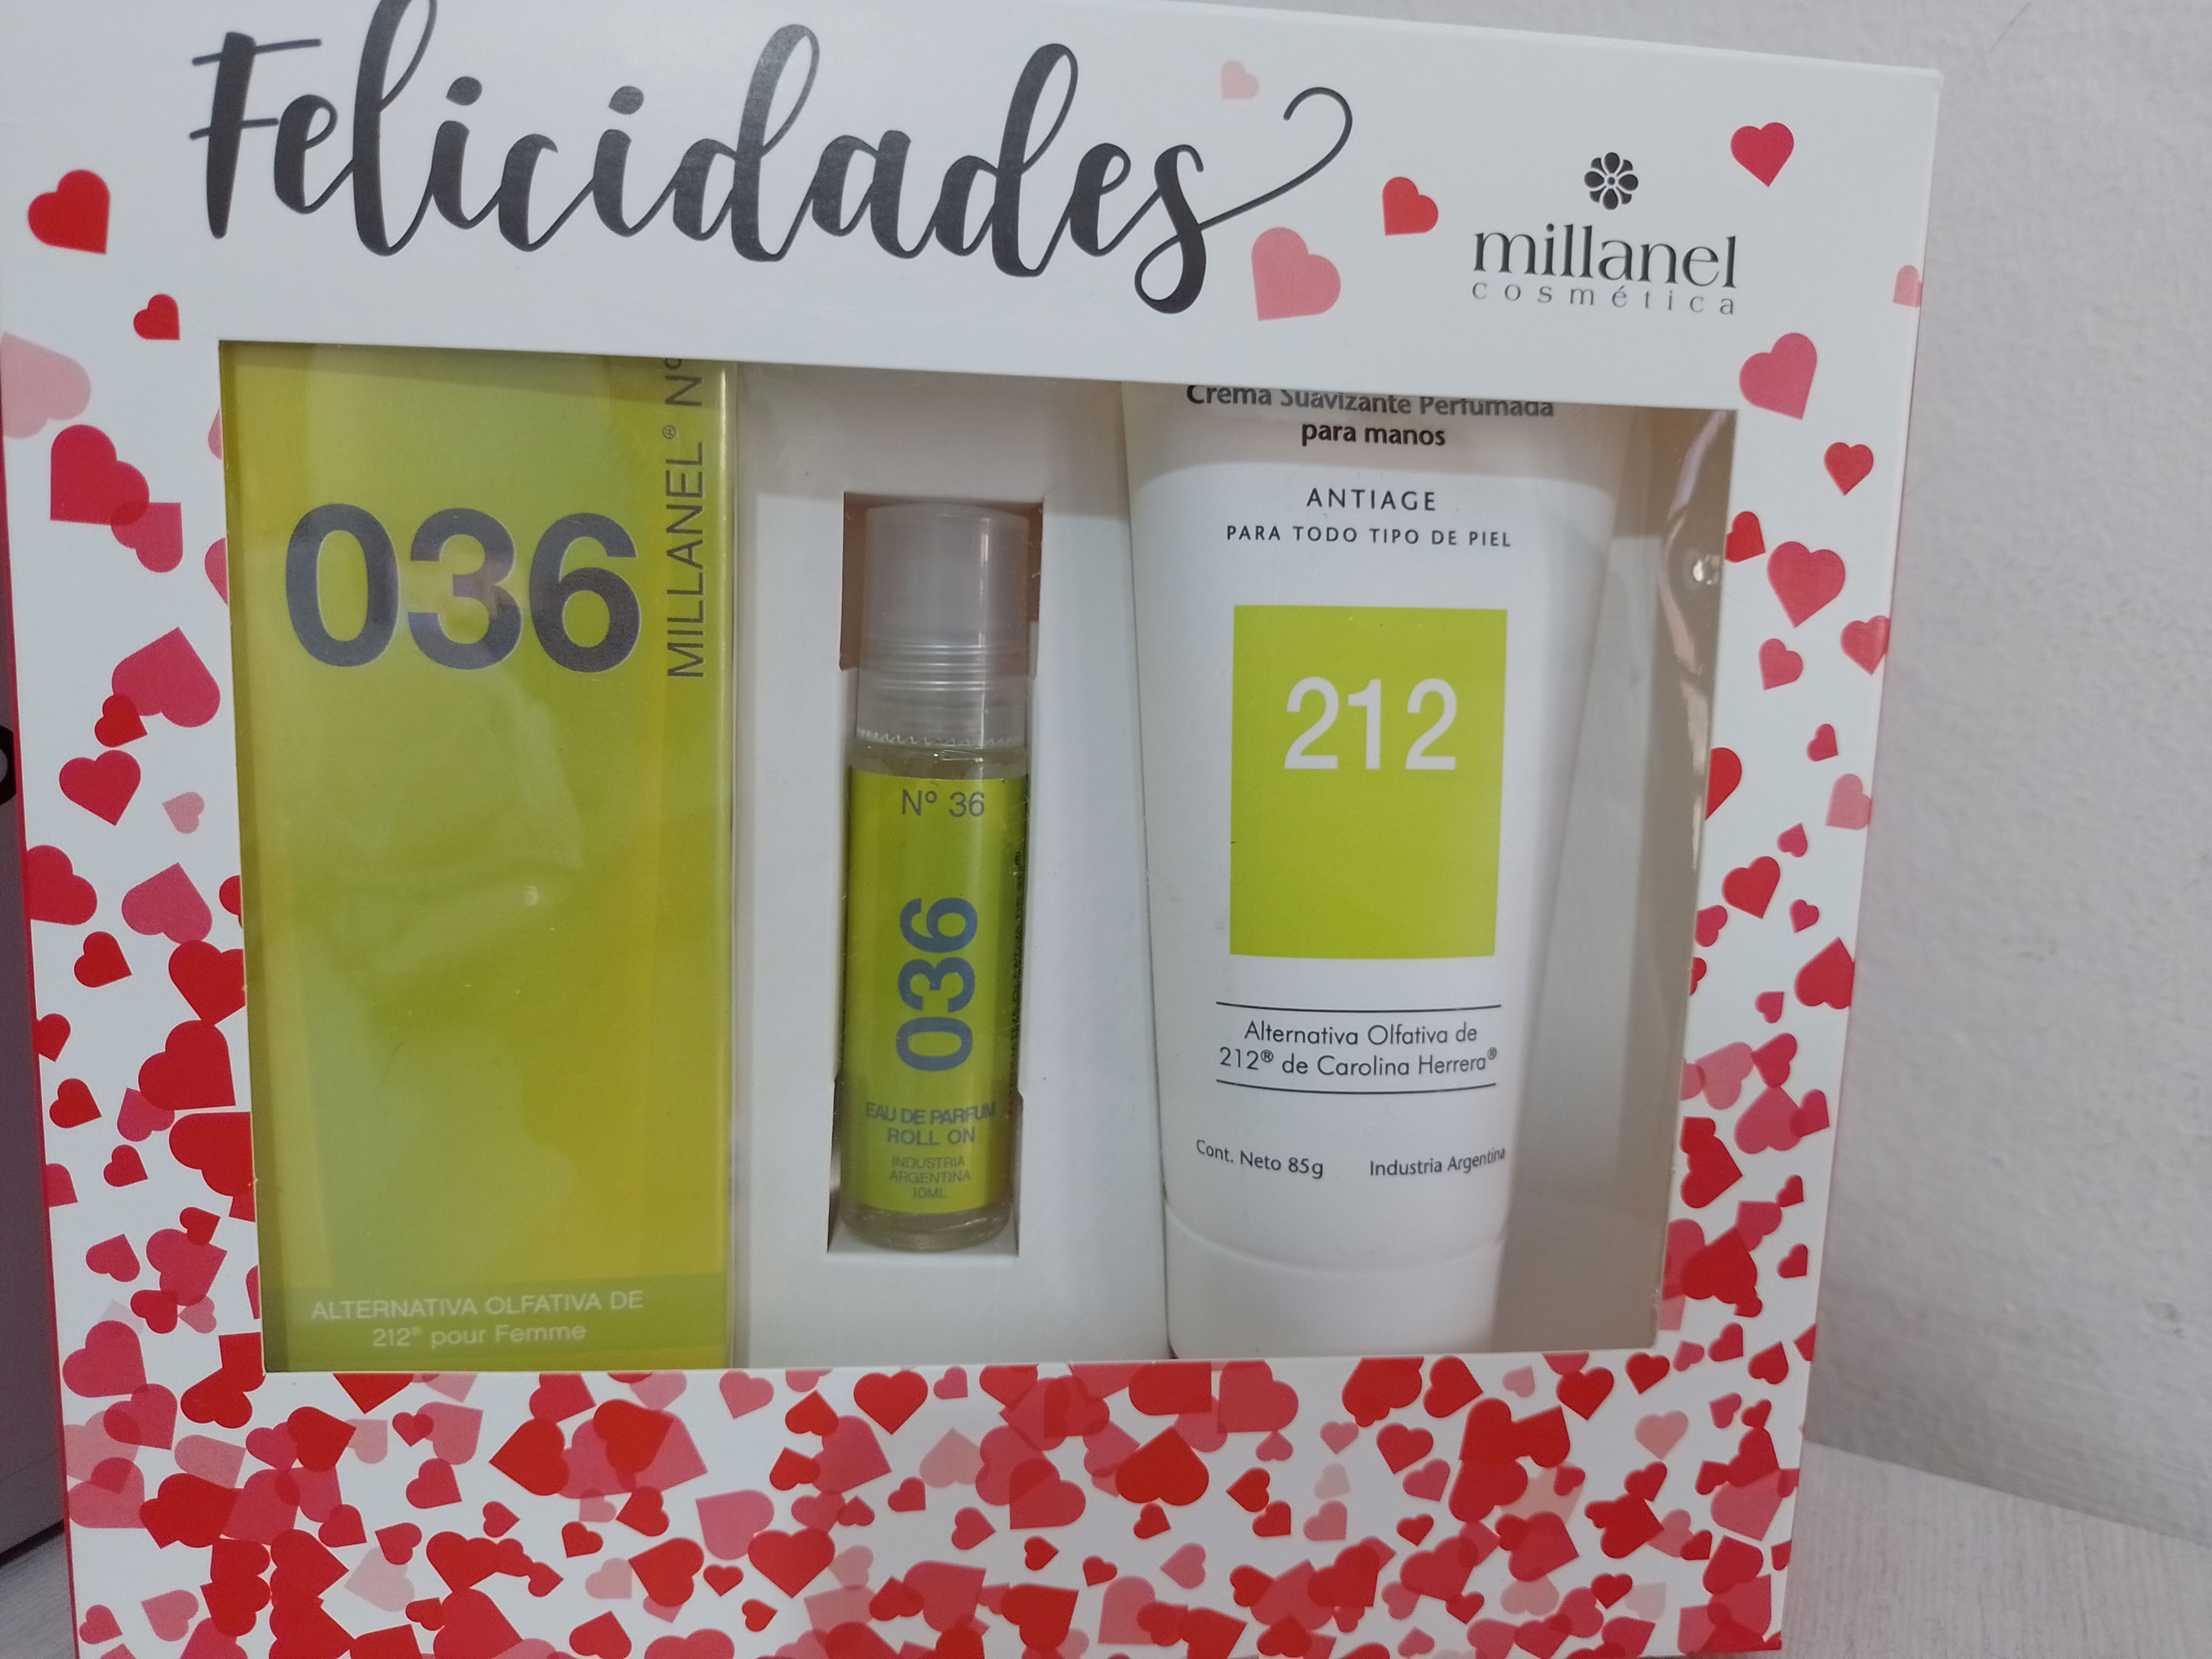 Felicidades
millanel
cosmética
036
MILLANEL® Nº
ALTERNATIVA OLFATIVA DE
212® pour Femme
Nº 36
036
EAU DE PARFUM
ROLL ON
INDUSTRIA
ARGENTINA
10ML
Crema Suavizante Perfumada
para manos
ANTIAGE
PARA TODO TIPO DE PIEL
212
Alternativa Olfativa de
212® de Carolina Herrera®
Cont. Neto 85g Industria Argentina